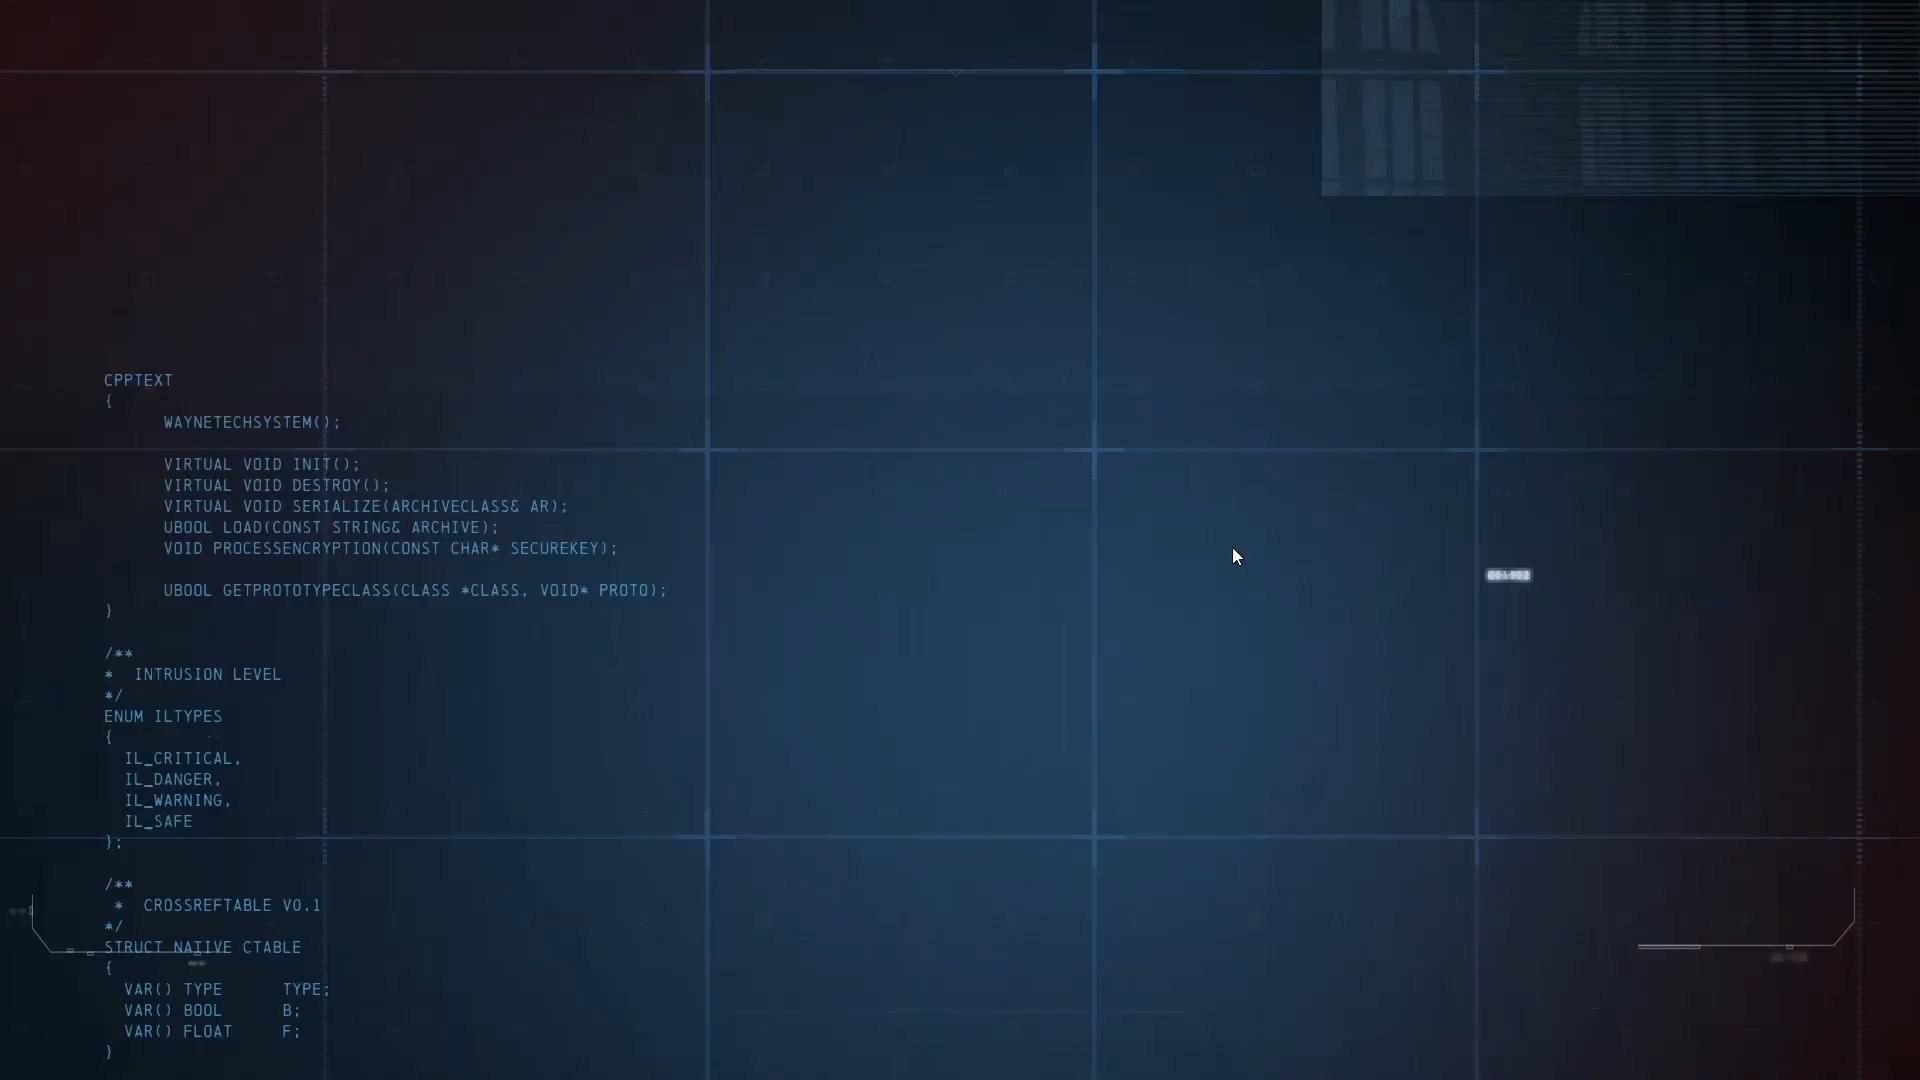 CPPTEXT
{
WAYNETECHSYSTEM();
VIRTUAL VOID INIT();
VIRTUAL VOID DESTROY();
VIRTUAL VOID SERIALIZE(ARCHIVECLASS& AR);
UBOOL LOAD(CONST STRING& ARCHIVE);
VOID PROCESSENCRYPTION(CONST CHAR* SECUREKEY);
UBOOL GETPROTOTYPECLASS(CLASS *CLASS, VOID* PROTO);
}
/**
* INTRUSION LEVEL
*/
ENUM ILTYPES
{
IL_CRITICAL,
IL_DANGER,
IL_WARNING,
IL_SAFE
};
/**
* CROSSREFTABLE V0.1
*/
STRUCT NATIVE CTABLE
{
VAR() TYPE TYPE;
VAR() BOOL B;
VAR() FLOAT F;
}